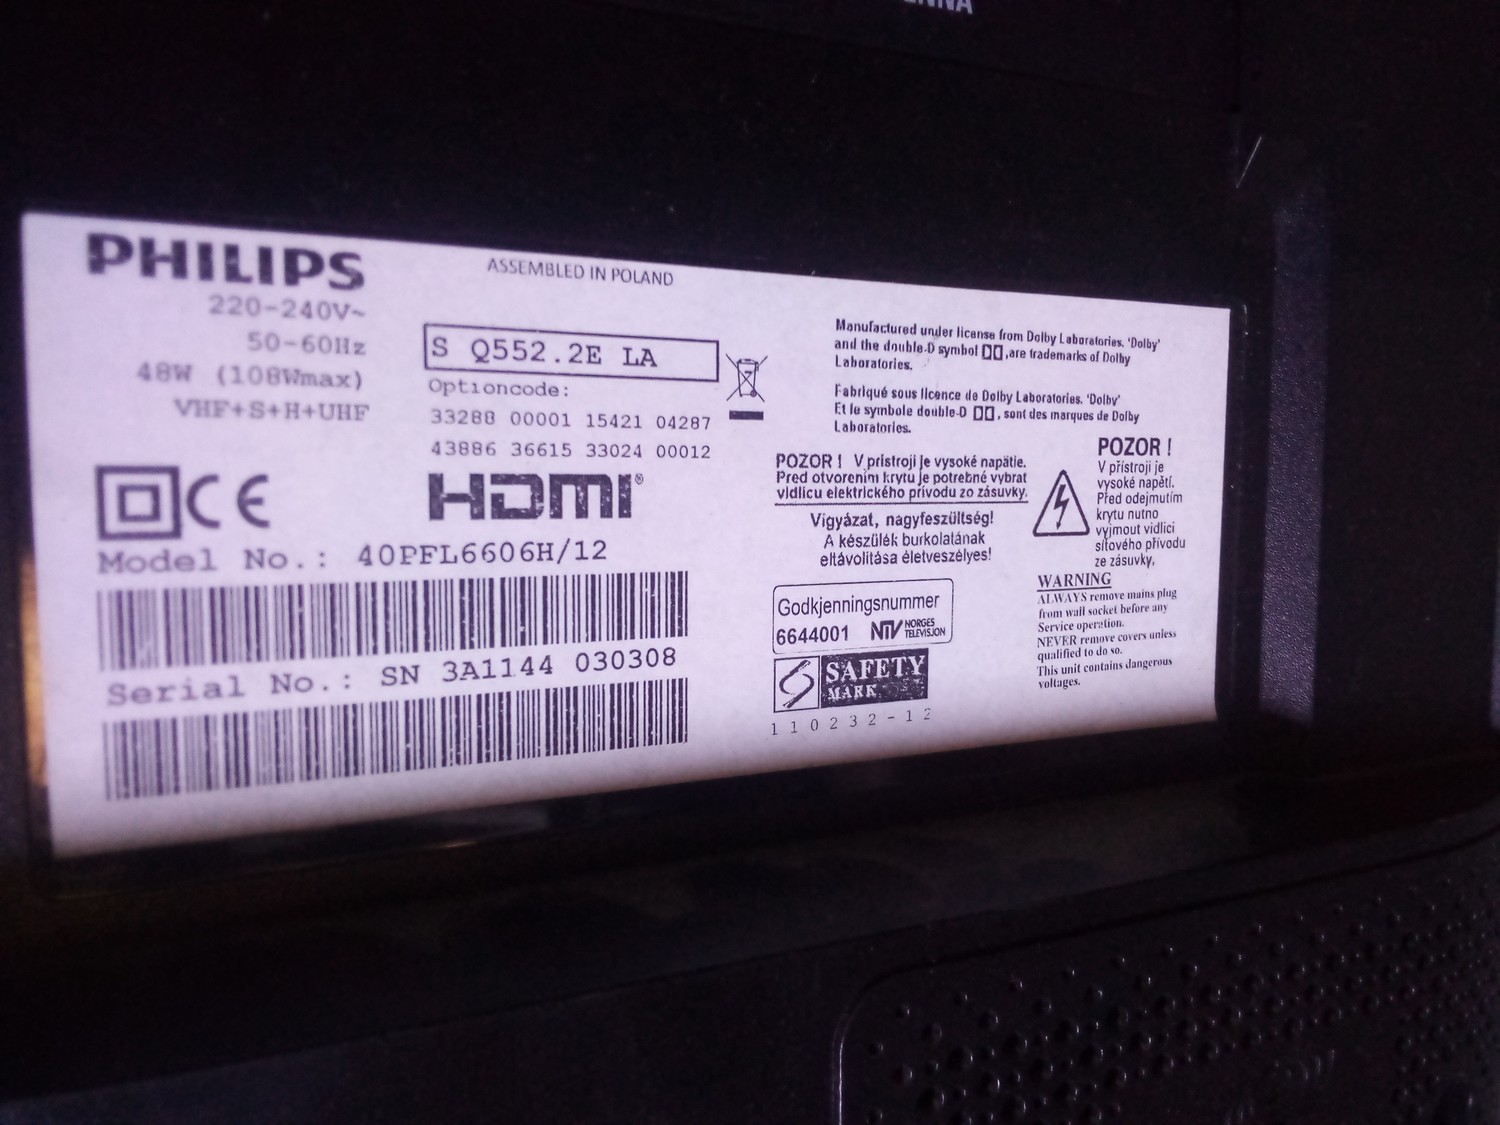 PHILIPS
220-240V~
50-60Hz
48W (108Wmax)
VHF+S+H+UHF
CE
ASSEMBLED IN POLAND
S Q552.2E LA
Optioncode:
33288 00001 15421 04287
43886 36615 33024 00012
HDMI®
Model No.: 40PFL6606H/12
Serial No.: SN 3A1144 030308
Manufactured under license from Dolby Laboratories. 'Dolby'
and the double-D symbol ,are trademarks of Dolby
Laboratories.
Fabriqué sous licence de Dolby Laboratories. 'Dolby'
Et le symbole double-D , sont des marques de Dolby
Laboratories.
POZOR ! V prístroji je vysoké napätie.
Pred otvorením krytu je potrebné vybrat
vidlicu elektrického prívodu zo zásuvky.
Vigyázat, nagyfeszültség!
A készülék burkolatának
eltávolitása életveszélyes!
Godkjenningsnummer
6644001 NTV NORGES
TELEVISJON
S SAFETY
MARK
110232-12
POZOR !
V přístroji je
vysoké napětí.
Před odejmutím
krytu nutno
vyjmout vidlici
síťového přívodu
ze zásuvky.
WARNING
ALWAYS remove mains plug
from wall socket before any
Service operation.
NEVER remove covers unless
qualified to do so.
This unit contains dangerous
voltages.